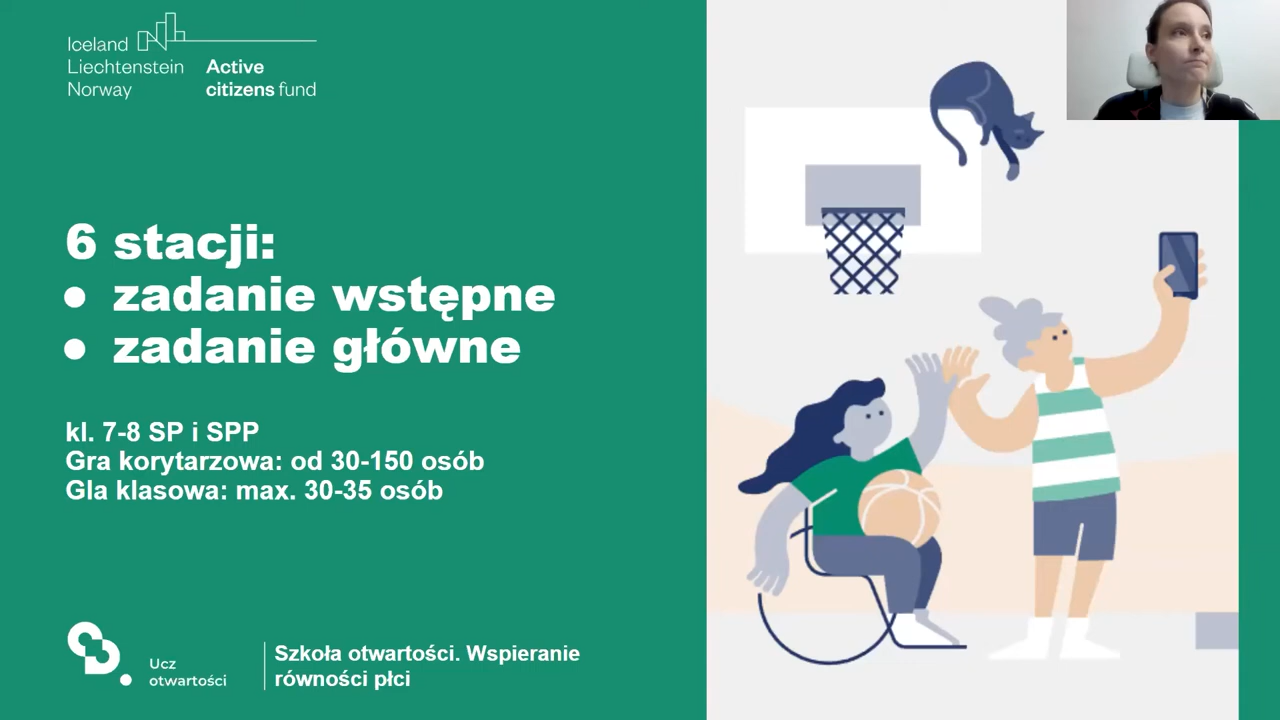 Iceland
Liechtenstein
Norway
Active
citizens fund
6 stacji:
● zadanie wstępne
● zadanie główne
kl. 7-8 SP i SPP
Gra korytarzowa: od 30-150 osób
Gla klasowa: max. 30-35 osób
Ucz
otwartości
Szkoła otwartości. Wspieranie
równości płci